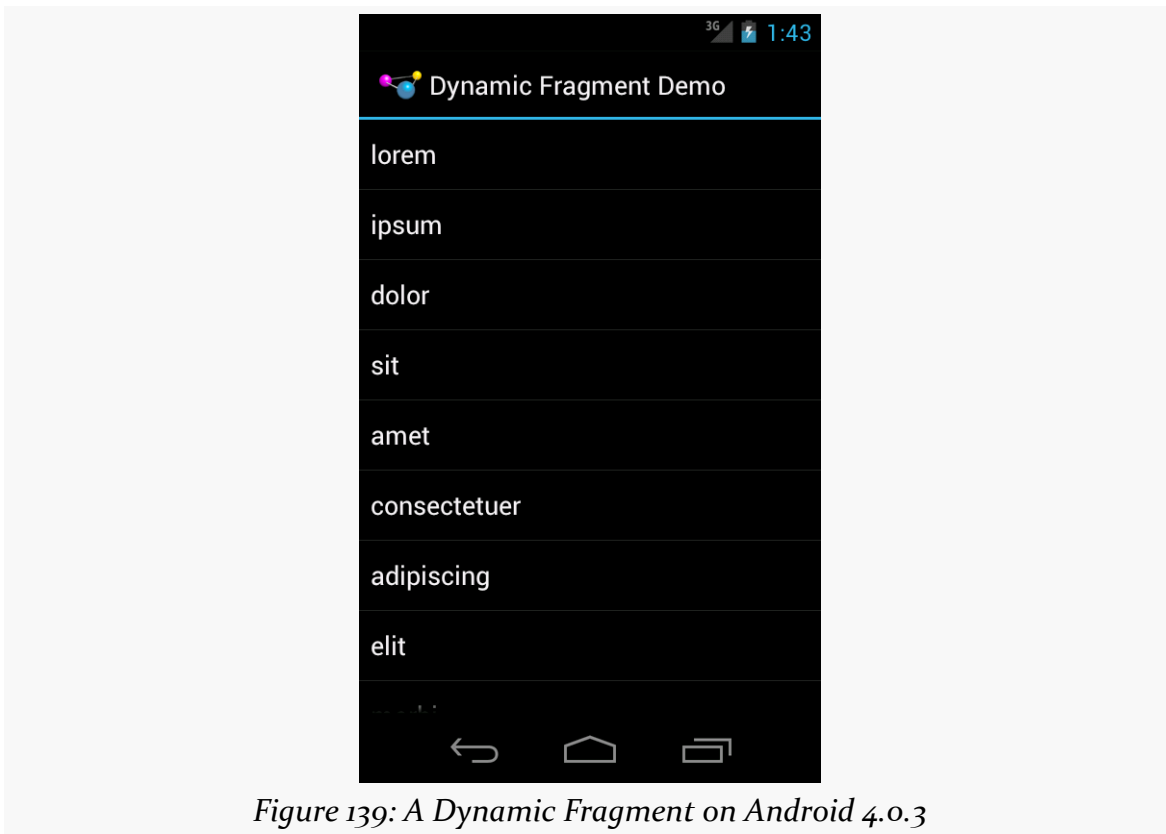 3G 1:43
Dynamic Fragment Demo
lorem
ipsum
dolor
sit
amet
consectetuer
adipiscing
elit
morbi
Figure 139: A Dynamic Fragment on Android 4.0.3